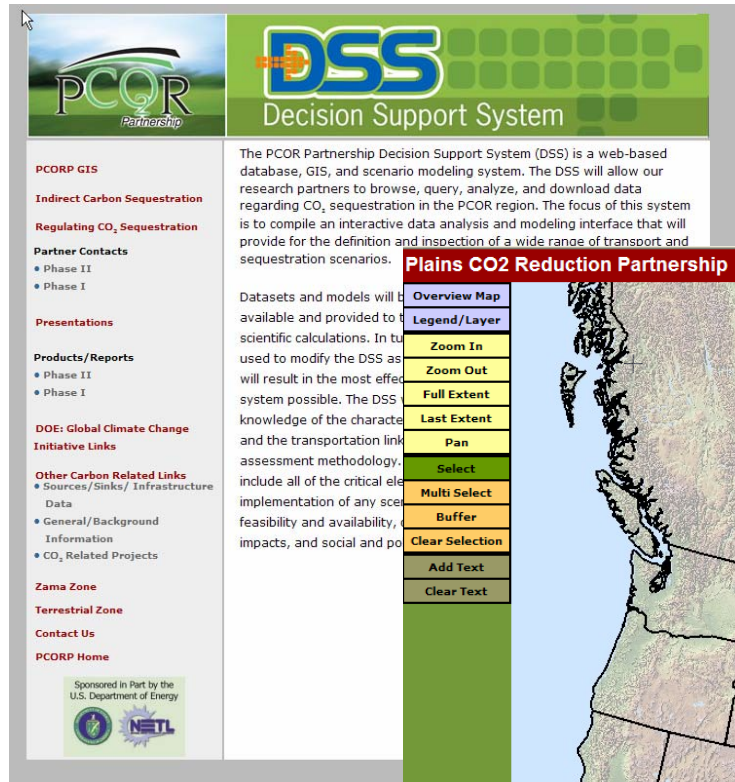 PCO2R
Partnership
DSS
Decision Support System
PCORP GIS
Indirect Carbon Sequestration
Regulating CO₂ Sequestration
Partner Contacts
• Phase II
• Phase I
Presentations
Products/Reports
• Phase II
• Phase I
DOE: Global Climate Change
Initiative Links
Other Carbon Related Links
• Sources/Sinks/ Infrastructure
Data
• General/Background
Information
• CO₂ Related Projects
Zama Zone
Terrestrial Zone
Contact Us
PCORP Home
Sponsored in Part by the
U.S. Department of Energy
NETL
The PCOR Partnership Decision Support System (DSS) is a web-based
database, GIS, and scenario modeling system. The DSS will allow our
research partners to browse, query, analyze, and download data
regarding CO₂ sequestration in the PCOR region. The focus of this system
is to compile an interactive data analysis and modeling interface that will
provide for the definition and inspection of a wide range of transport and
sequestration scenarios.
Datasets and models will
available and provided to
scientific calculations. In
used to modify the DSS as
will result in the most
system possible. The DSS
knowledge of the
and the transportation
assessment methodology.
include all of the critical
implementation of any
feasibility and availability,
impacts, and social and
Plains CO2 Reduction Partnership
Overview Map
Legend/Layer
Zoom In
Zoom Out
Full Extent
Last Extent
Pan
Select
Multi Select
Buffer
Clear Selection
Add Text
Clear Text